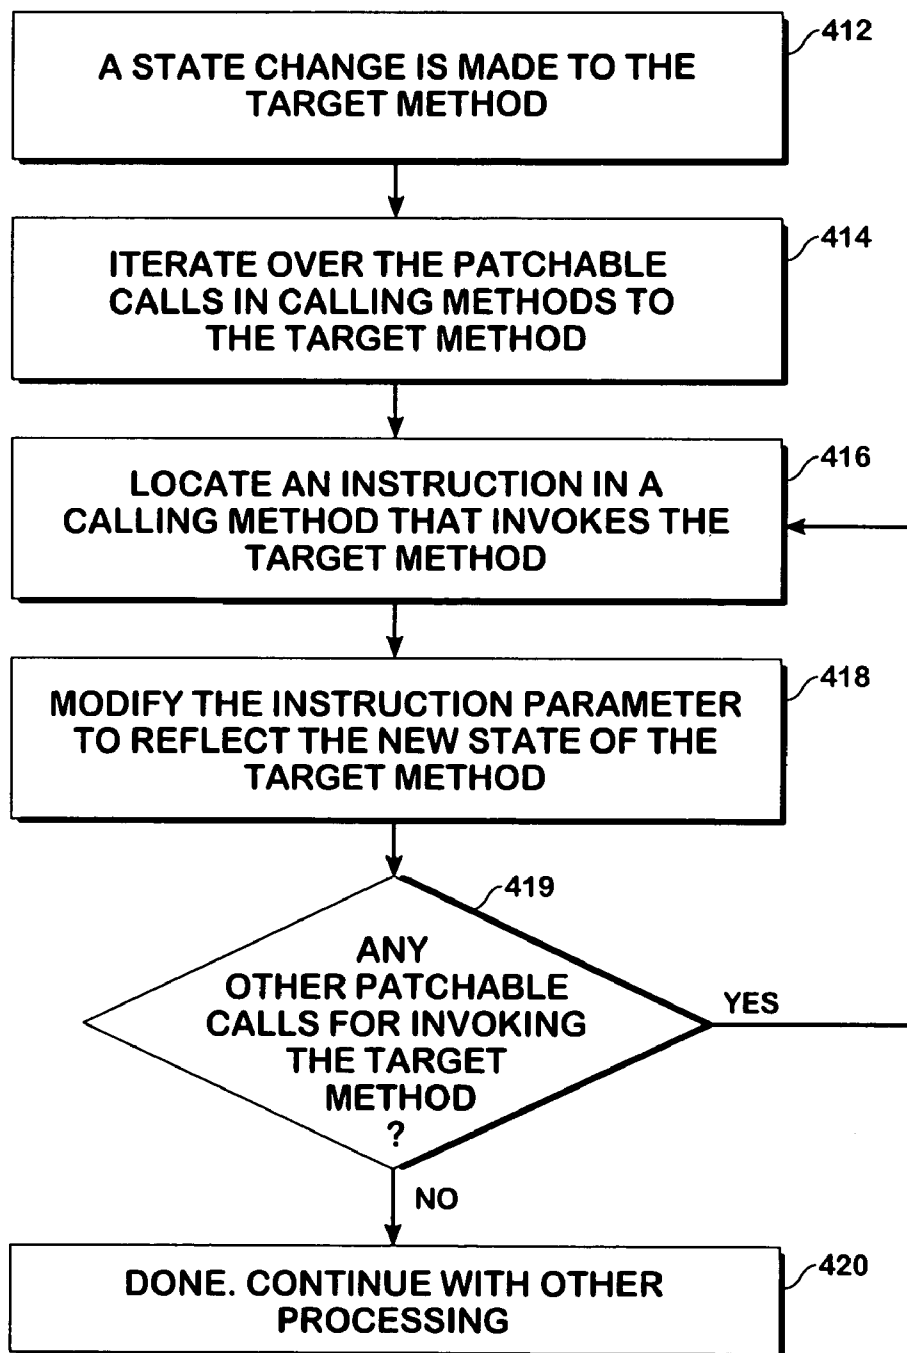 412
A STATE CHANGE IS MADE TO THE
TARGET METHOD
414
ITERATE OVER THE PATCHABLE
CALLS IN CALLING METHODS TO
THE TARGET METHOD
416
LOCATE AN INSTRUCTION IN A
CALLING METHOD THAT INVOKES THE
TARGET METHOD
418
MODIFY THE INSTRUCTION PARAMETER
TO REFLECT THE NEW STATE OF THE
TARGET METHOD
419
ANY
OTHER PATCHABLE
CALLS FOR INVOKING
THE TARGET
METHOD
?
YES
NO
420
DONE. CONTINUE WITH OTHER
PROCESSING